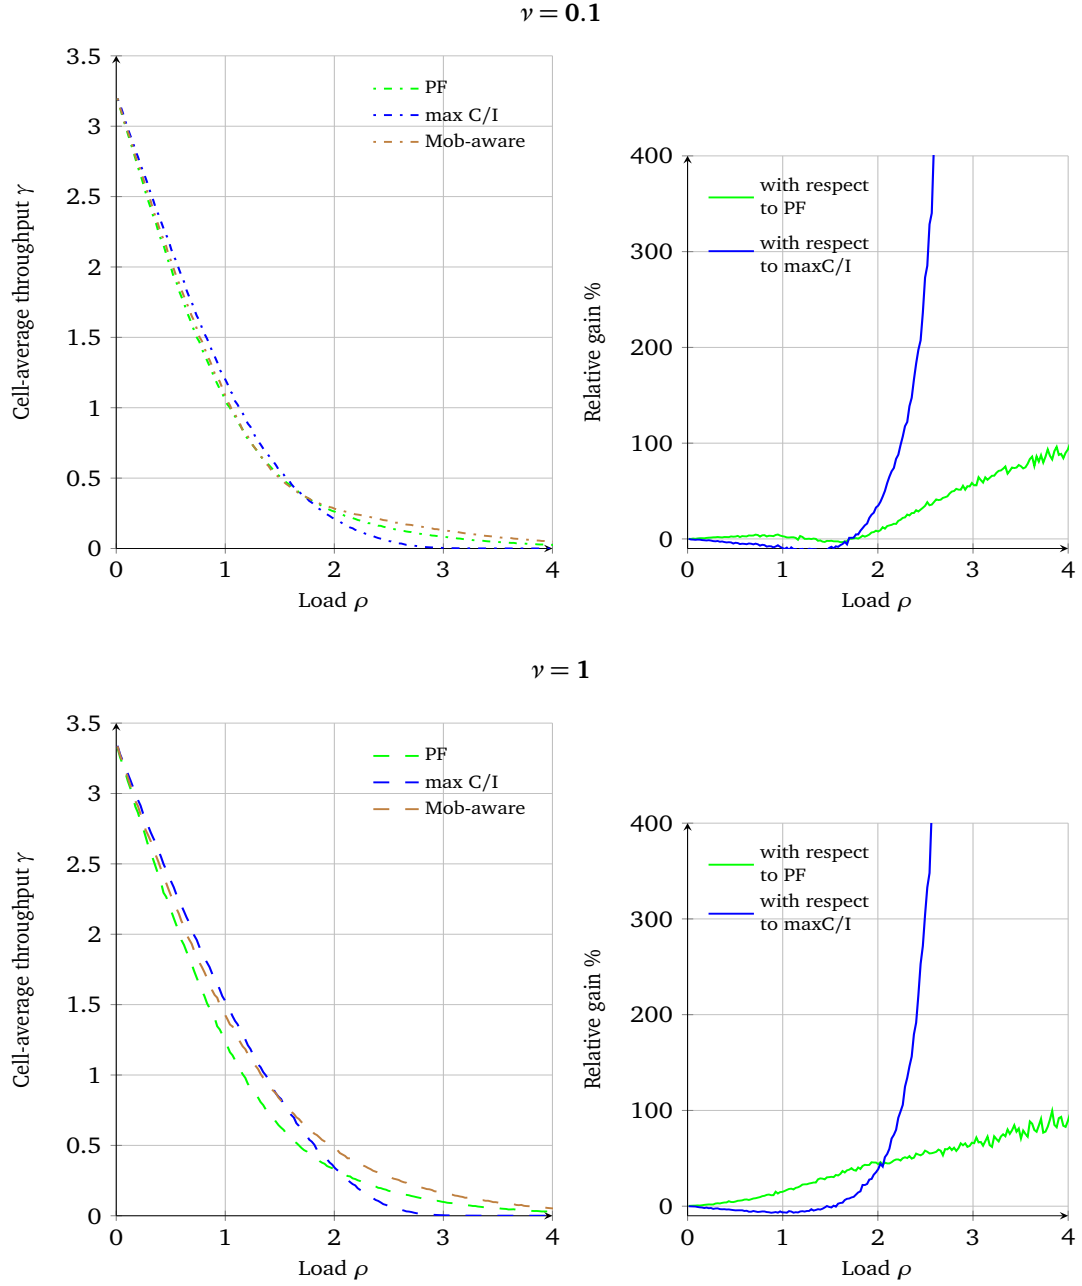 ν = 0.1
3.5
3
2.5
2
1.5
1
0.5
0
0 1 2 3 4
Cell-average throughput γ
Load ρ
PF
max C/I
Mob-aware
400
300
200
100
0
0 1 2 3 4
Relative gain %
Load ρ
with respect
to PF
with respect
to maxC/I
ν = 1
3.5
3
2.5
2
1.5
1
0.5
0
0 1 2 3 4
Cell-average throughput γ
Load ρ
PF
max C/I
Mob-aware
400
300
200
100
0
0 1 2 3 4
Relative gain %
Load ρ
with respect
to PF
with respect
to maxC/I